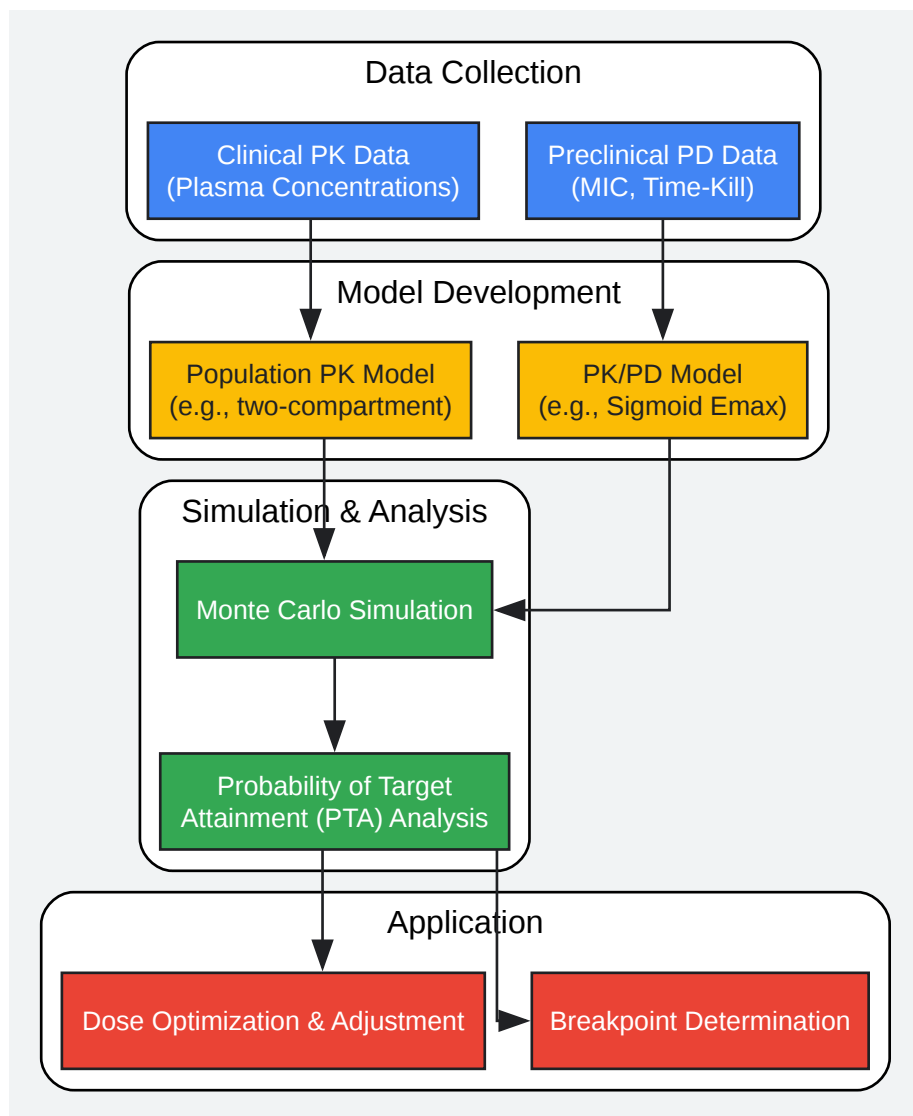 Data Collection
Clinical PK Data
(Plasma Concentrations)
Preclinical PD Data
(MIC, Time-Kill)
Model Development
Population PK Model
(e.g., two-compartment)
PK/PD Model
(e.g., Sigmoid Emax)
Simulation & Analysis
Monte Carlo Simulation
Probability of Target
Attainment (PTA) Analysis
Application
Dose Optimization & Adjustment
Breakpoint Determination